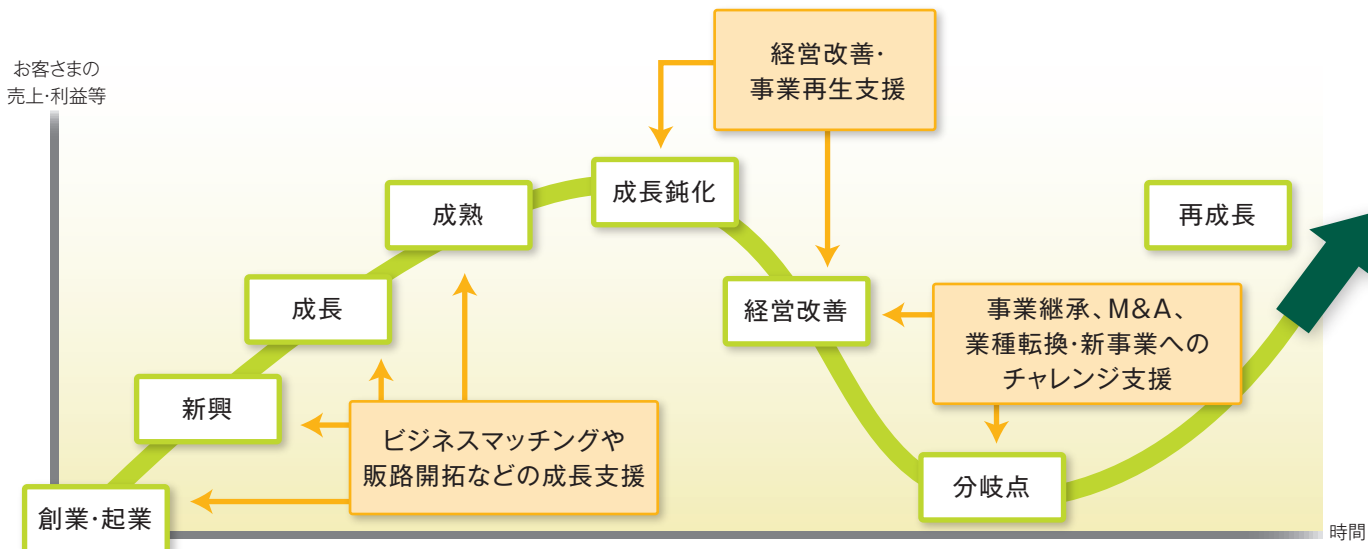 お客さまの
売上・利益等
経営改善・
事業再生支援
成長鈍化
成熟
再成長
成長
経営改善
事業継承、M&A、
業種転換・新事業への
チャレンジ支援
新興
ビジネスマッチングや
販路開拓などの成長支援
分岐点
創業・起業
時間